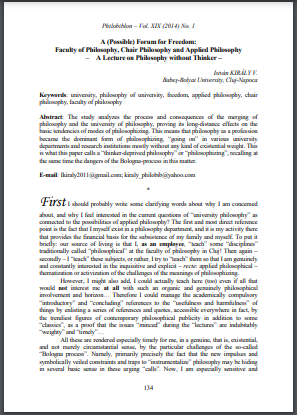 Philobiblon – Vol. XIX (2014) No. 1
A (Possible) Forum for Freedom:
Faculty of Philosophy, Chair Philosophy and Applied Philosophy
– A Lecture on Philosophy without Thinker –
István KIRÁLY V.
Babeş-Bolyai University, Cluj-Napoca
Keywords: university, philosophy of university, freedom, applied philosophy, chair
philosophy, faculty of philosophy
Abstract: The study analyzes the process and consequences of the merging of
philosophy and the university of philosophy, proving its long-distance effects on the
basic tendencies of modes of philosophizing. This means that philosophy as a profession
became the dominant form of philosophizing, "going on" in various university
departments and research institutions mostly without any kind of existential weight. This
is what this paper calls a "thinker-deprived philosophy" or "philosophizing", recalling at
the same time the dangers of the Bologna-process in this matter.
E-mail: kiraly2011@gmail.com; kiraly_philobib@yahoo.com
*
First I should probably write some clarifying words about why I am concerned
about, and why I feel interested in the current questions of "university philosophy" as
connected to the possibilities of applied philosophy? The first and most direct reference
point is the fact that I myself exist in a philosophy department, and it is my activity there
that provides the financial basis for the subsistence of my family and myself. To put it
briefly: our source of living is that I, as an employee, "teach" some "disciplines"
traditionally called "philosophical" at the faculty of philosophy in Cluj? Then again –
secondly – I "teach" these subjects, or rather, I try to "teach" them so that I am genuinely
and constantly interested in the inquisitive and explicit – recte: applied philosophical –
thematization or activization of the challenges of the meanings of philosophizing.
However, I might also add, I could actually teach here (too) even if all that
would not interest me at all with such an organic and genuinely philosophical
involvement and horizon… Therefore I could manage the academically compulsory
"introductory" and "concluding" references to the "usefulness and harmfulness" of
things by enlisting a series of references and quotes, accessible everywhere in fact, by
the trendiest figures of contemporary philosophical publicity in addition to some
"classics", as a proof that the issues "minced" during the "lectures" are indubitably
"weighty" and "timely"…
All these are rendered especially timely for me, in a genuine, that is, existential,
and not merely circumstantial sense, by the particular challenges of the so-called
"Bologna process". Namely, primarily precisely the fact that the new impulses and
symbolically veiled constraints and traps to "instrumentalize" philosophy may be hiding
in several basic sense in these urging "calls". Now, I am especially sensitive and
134